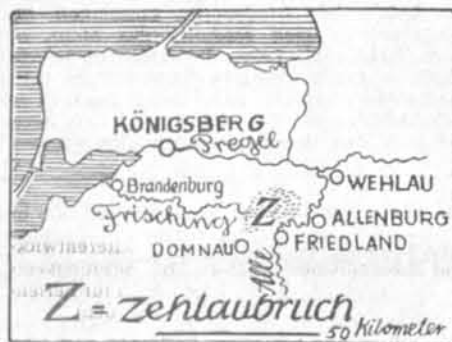 KÖNIGSBERG
Pregel
Brandenburg
WEHLAU
Frisching
Z
ALLENBURG
DOMNAU
FRIEDLAND
Alle
Z = Zehlaubruch
50 Kilometer